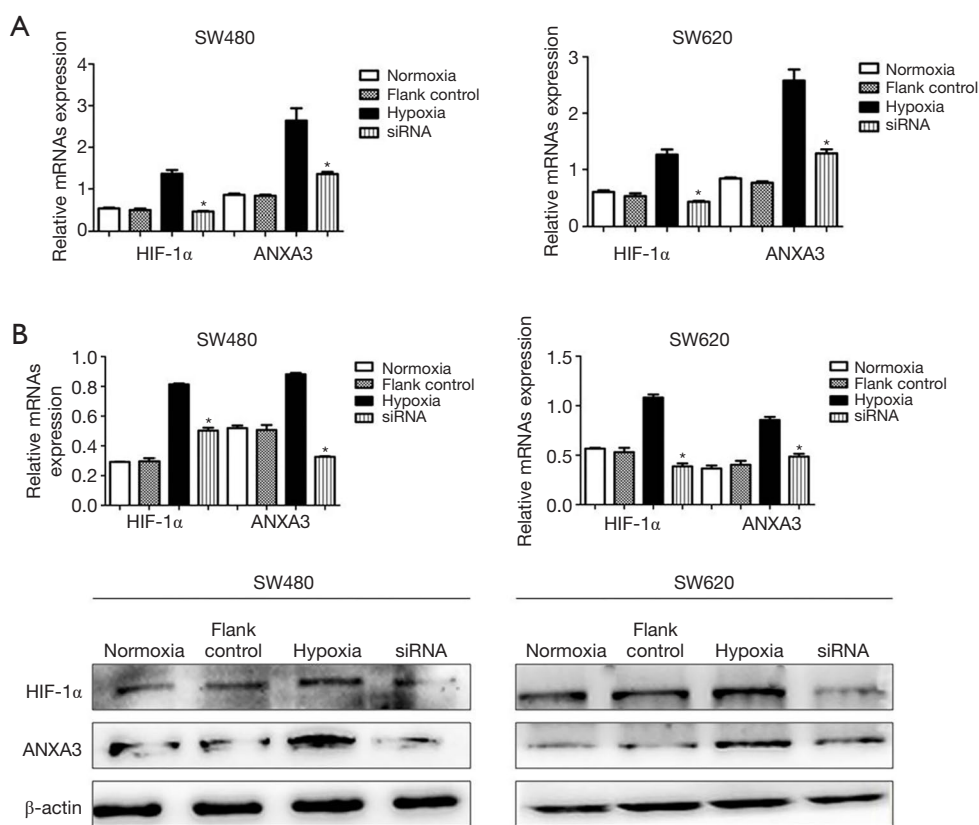 A
SW480
Relative mRNAs expression
4
3
2
1
0
Normoxia
Flank control
Hypoxia
siRNA
*
*
HIF-1α
ANXA3
SW620
Relative mRNAs expression
3
2
1
0
Normoxia
Flank control
Hypoxia
siRNA
*
*
HIF-1α
ANXA3
B
SW480
Relative mRNAs
expression
1.0
0.8
0.6
0.4
0.2
0.0
Normoxia
Flank control
Hypoxia
siRNA
*
*
HIF-1α
ANXA3
SW620
Relative mRNAs expression
1.5
1.0
0.5
0.0
Normoxia
Flank control
Hypoxia
siRNA
*
*
HIF-1α
ANXA3
SW480
Normoxia
Flank
control
Hypoxia
siRNA
SW620
Normoxia
Flank
control
Hypoxia
siRNA
HIF-1α
ANXA3
β-actin